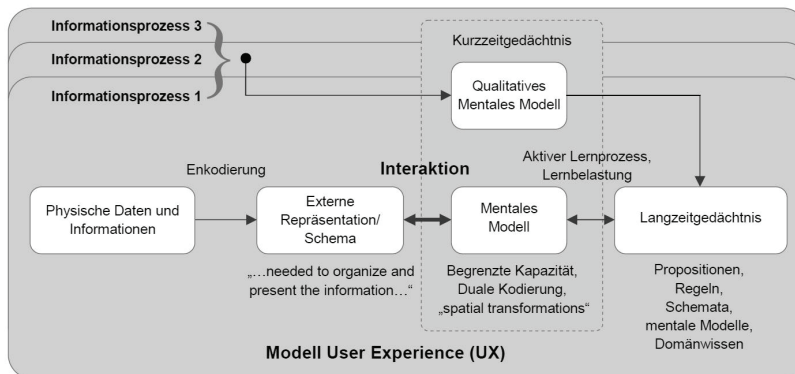 Informationsprozess 3
Informationsprozess 2
Informationsprozess 1
Kurzzeitgedächtnis
Qualitatives
Mentales Modell
Enkodierung
Interaktion
Aktiver Lernprozess,
Lernbelastung
Physische Daten und
Informationen
Externe
Repräsentation/
Schema
Mentales
Modell
Langzeitgedächtnis
„…needed to organize and
present the information…“
Begrenzte Kapazität,
Duale Kodierung,
„spatial transformations“
Propositionen,
Regeln,
Schemata,
mentale Modelle,
Domänwissen
Modell User Experience (UX)